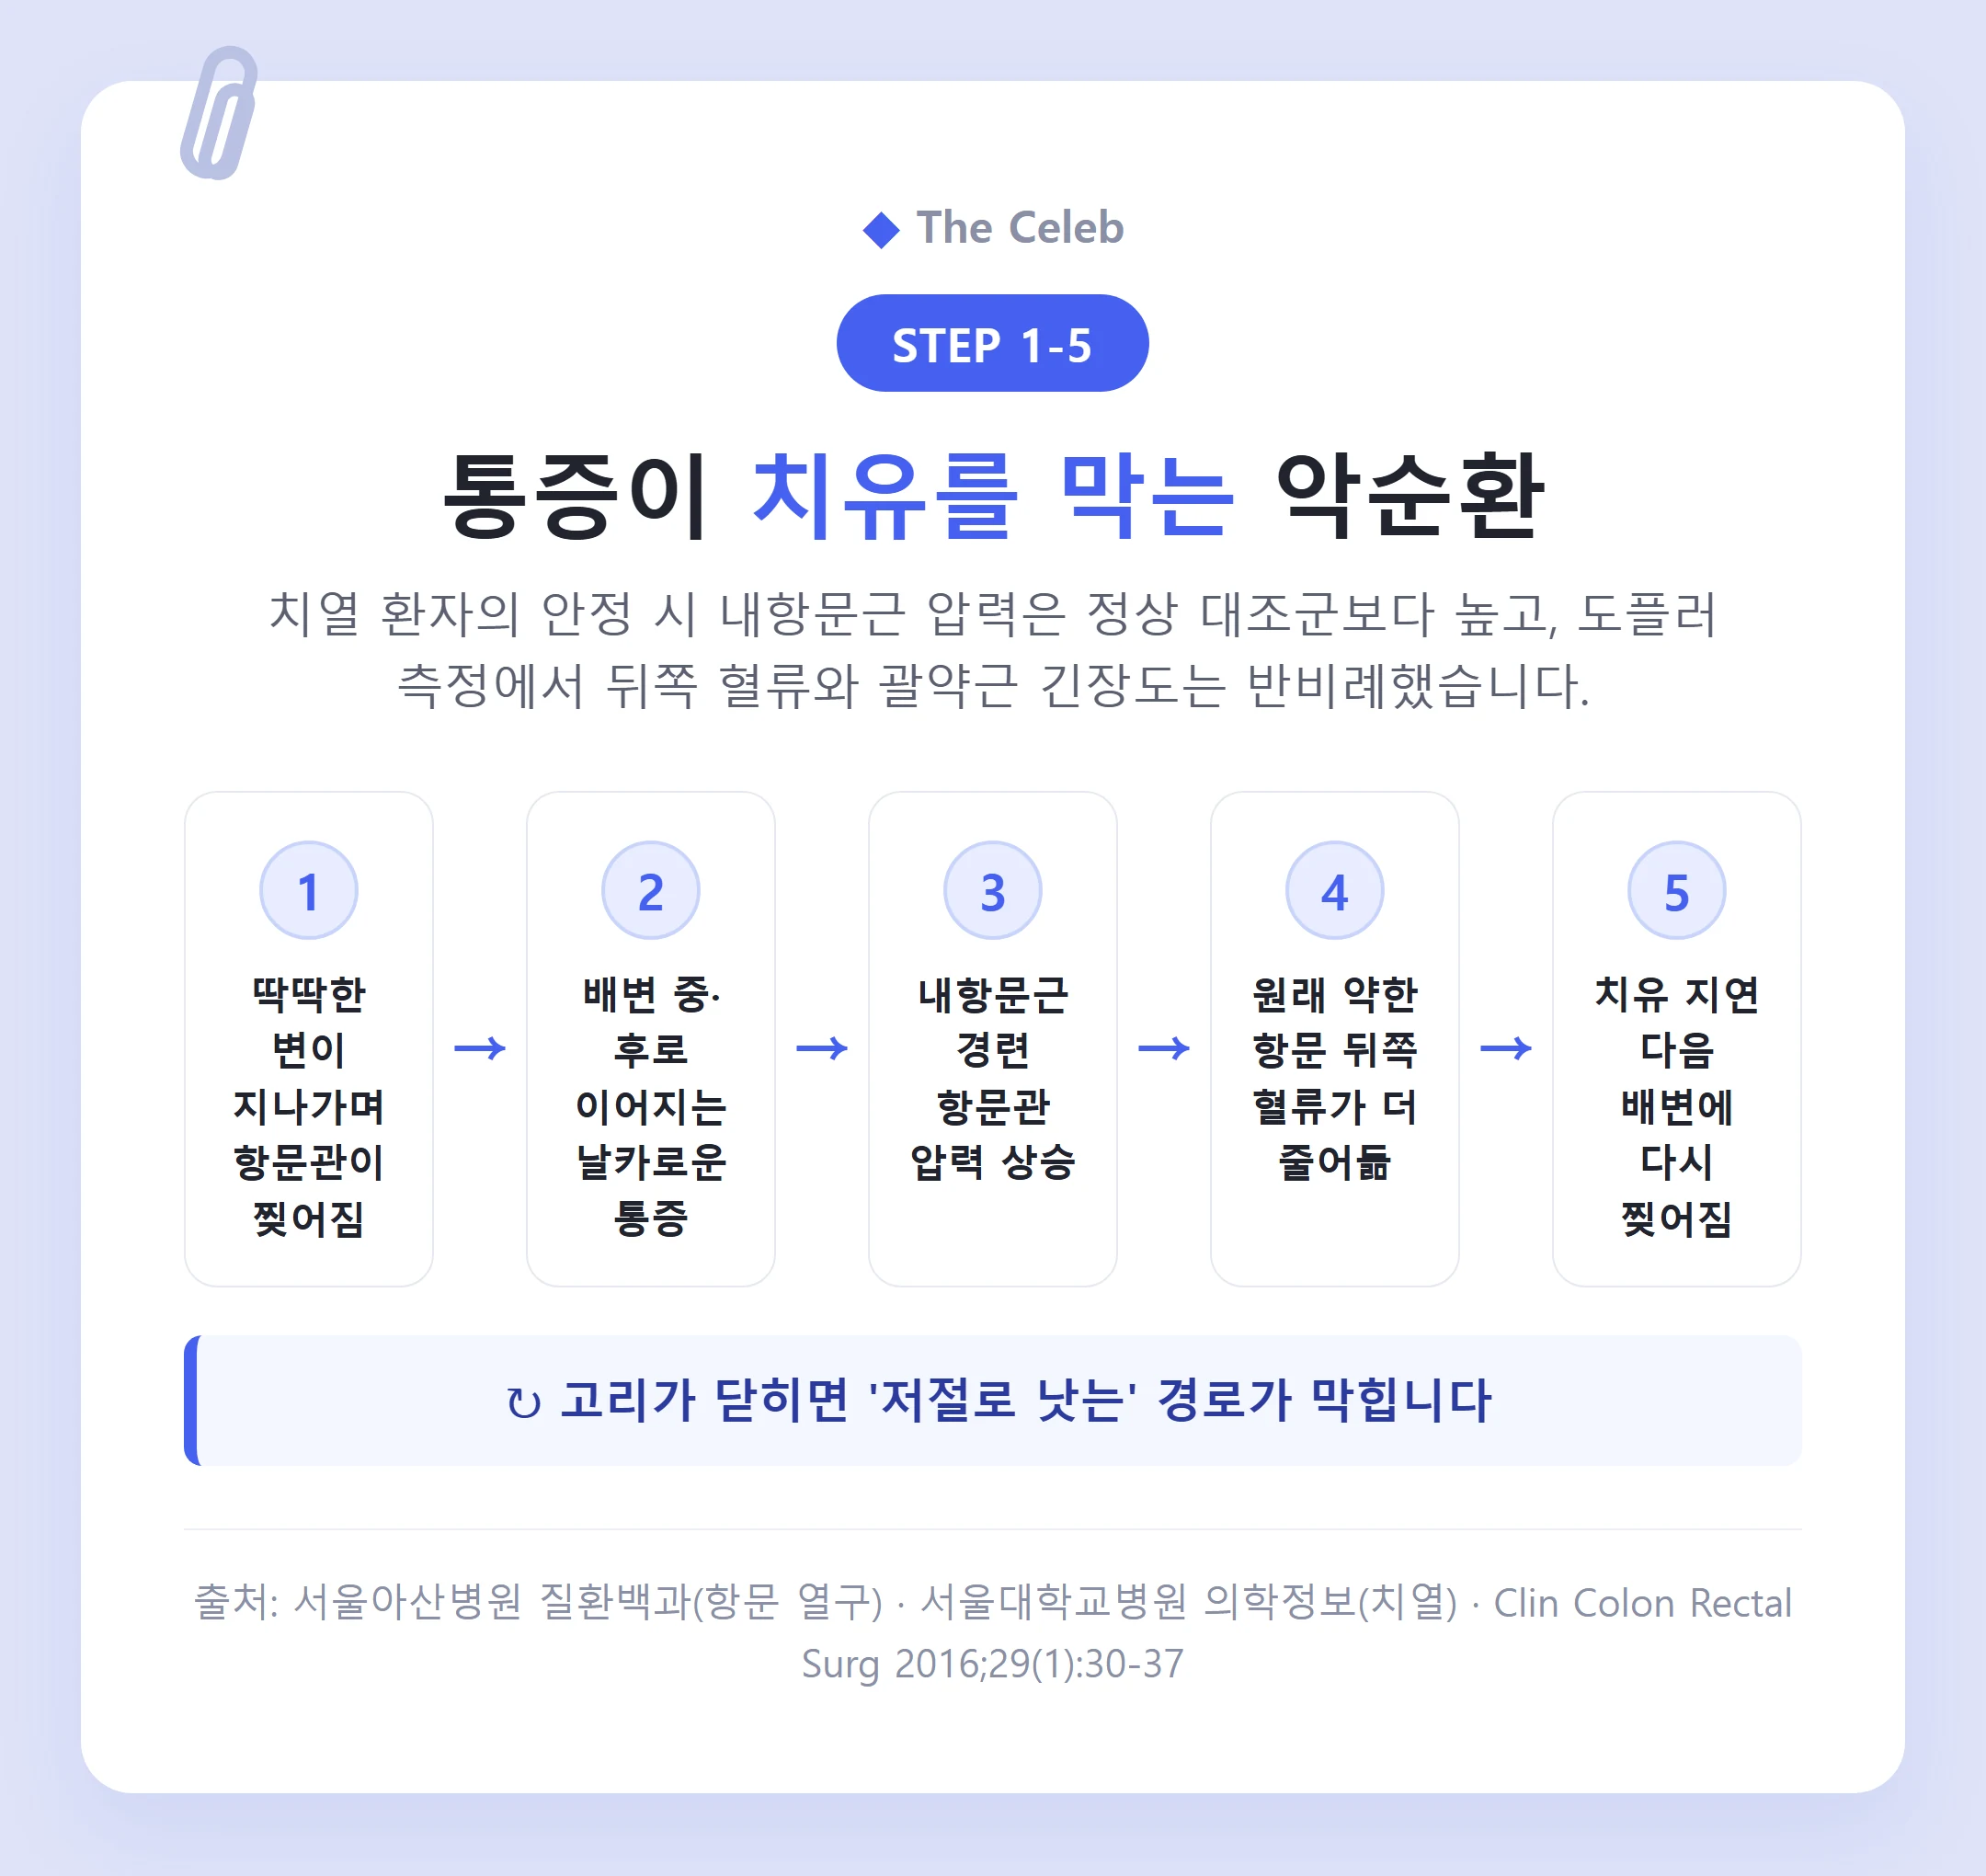 ◆ The Celeb
STEP 1-5
통증이 치유를 막는 악순환
치열 환자의 안정 시 내항문근 압력은 정상 대조군보다 높고, 도플러
측정에서 뒤쪽 혈류와 괄약근 긴장도는 반비례했습니다.
1
딱딱한
변이
지나가며
항문관이
찢어짐
→
2
배변 중·
후로
이어지는
날카로운
통증
→
3
내항문근
경련
항문관
압력 상승
→
4
원래 약한
항문 뒤쪽
혈류가 더
줄어듦
→
5
치유 지연
다음
배변에
다시
찢어짐
↻ 고리가 닫히면 '저절로 낫는' 경로가 막힙니다
출처: 서울아산병원 질환백과(항문 열구) · 서울대학교병원 의학정보(치열) · Clin Colon Rectal
Surg 2016;29(1):30-37